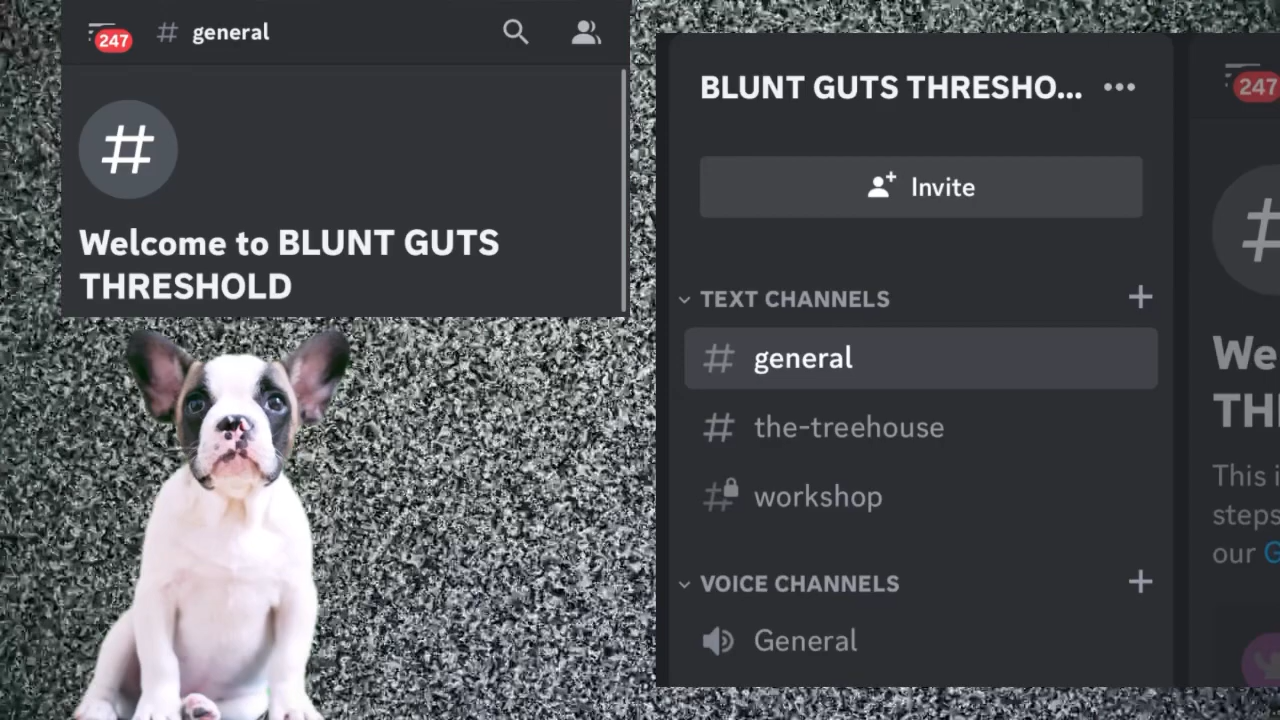 247
# general
#
Welcome to BLUNT GUTS
THRESHOLD
BLUNT GUTS THRESHO...
Invite
TEXT CHANNELS
# general
# the-treehouse
# workshop
VOICE CHANNELS
General
247
#
We
TH
This i
steps
our G